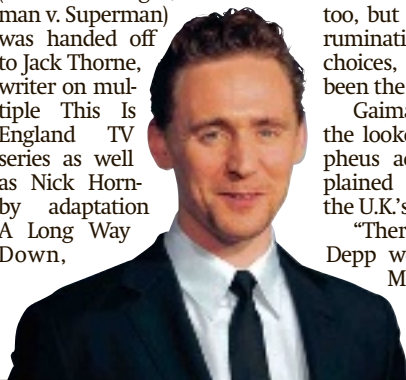 man v. Superman)
was handed off
to Jack Thorne,
writer on mul-
tiple This Is
England TV
series as well
as Nick Horn-
by adaptation
A Long Way
Down,
too, but
ruminati
choices,
been the
Gaima
the looke
pheus ac
plained
the U.K.'s
“Ther
Depp w
M